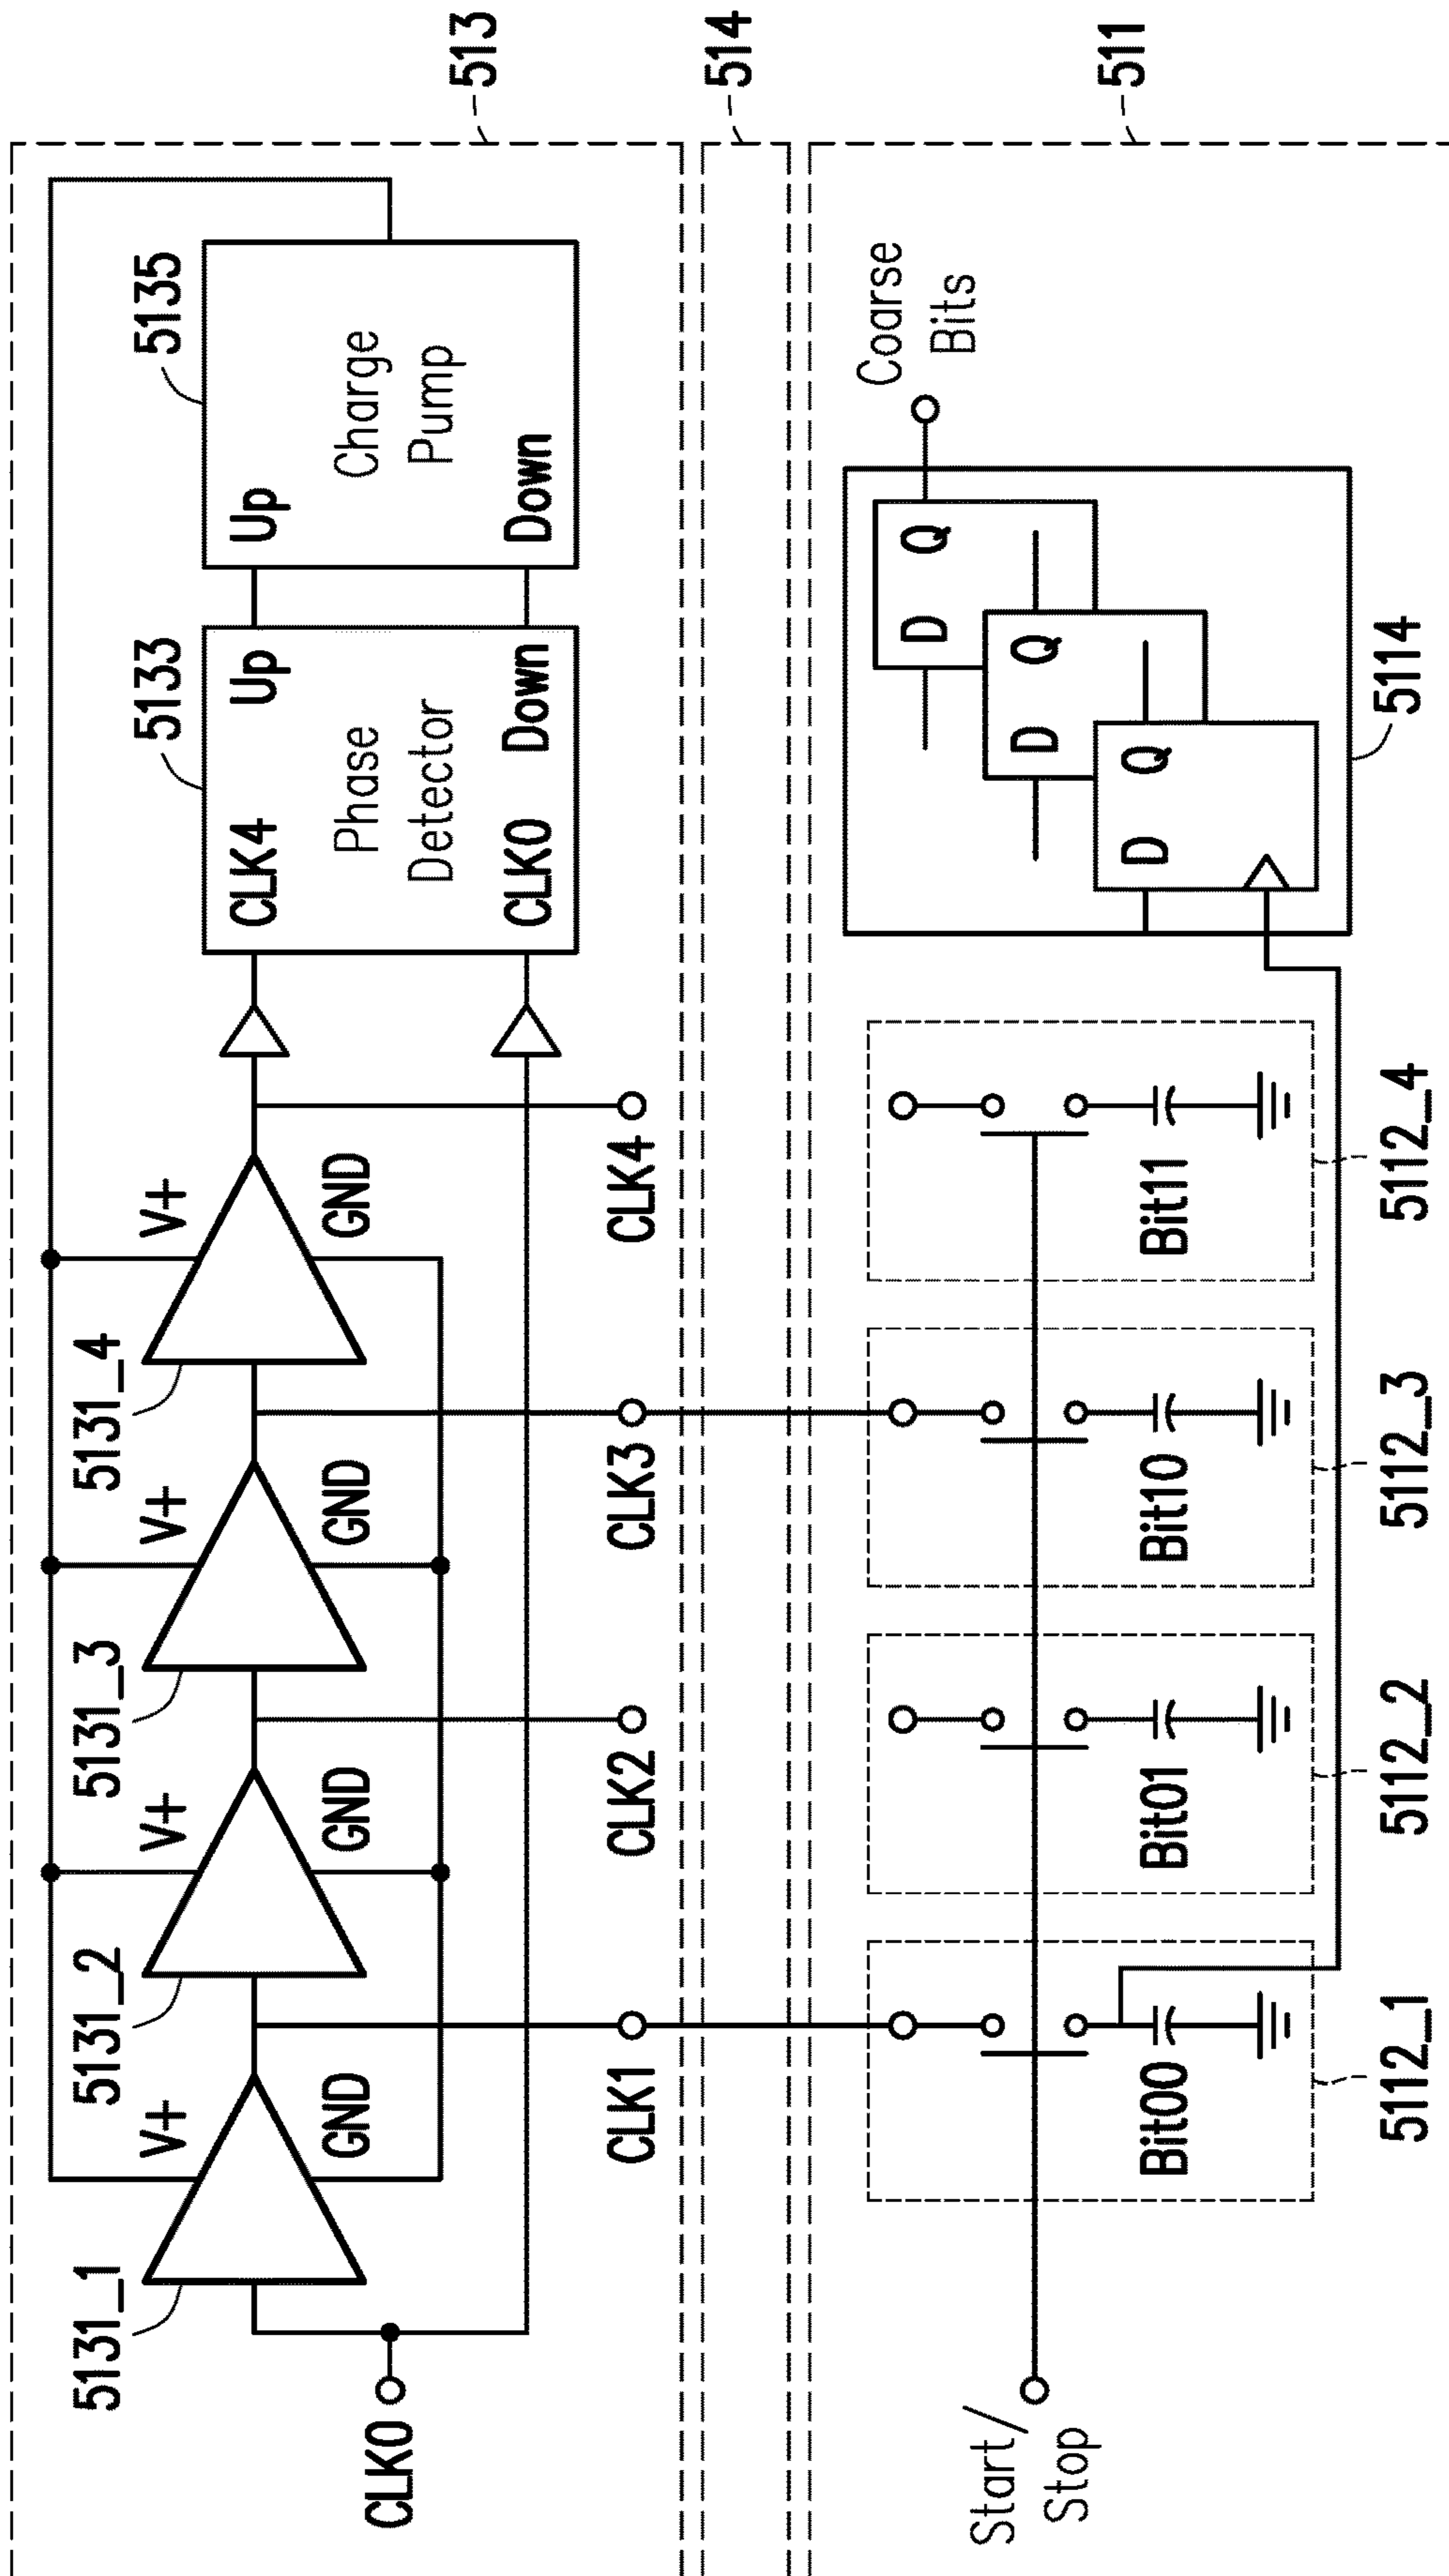 513
5135
5133
Up
Charge
Pump
Down
CLK4
Up
Phase
Detector
CLK0
Down
5131_1
V+
GND
5131_2
V+
GND
5131_3
V+
GND
5131_4
V+
GND
CLK0
CLK1
CLK2
CLK3
CLK4
514
511
Start/
Stop
Bit00
Bit01
Bit10
Bit11
D Q
D Q
D Q
Coarse
Bits
5112_1
5112_2
5112_3
5112_4
5114